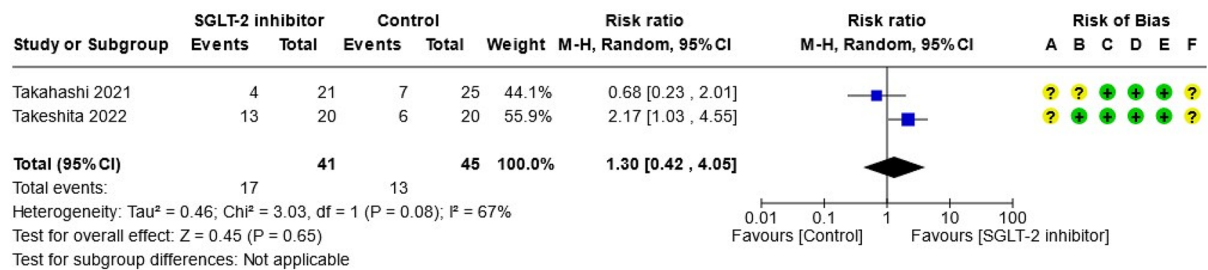 SGLT-2 inhibitor Control Risk ratio Risk ratio Risk of Bias
Study or Subgroup Events Total Events Total Weight M-H, Random, 95% CI M-H, Random, 95% CI A B C D E F
Takahashi 2021 4 21 7 25 44.1% 0.68 [0.23 , 2.01] ? ? + + + ?
Takeshita 2022 13 20 6 20 55.9% 2.17 [1.03 , 4.55] ? + + + + ?
Total (95% CI) 41 45 100.0% 1.30 [0.42 , 4.05]
Total events: 17 13
Heterogeneity: Tau² = 0.46; Chi² = 3.03, df = 1 (P = 0.08); I² = 67%
0.01 0.1 1 10 100
Test for overall effect: Z = 0.45 (P = 0.65)
Favours [Control] Favours [SGLT-2 inhibitor]
Test for subgroup differences: Not applicable